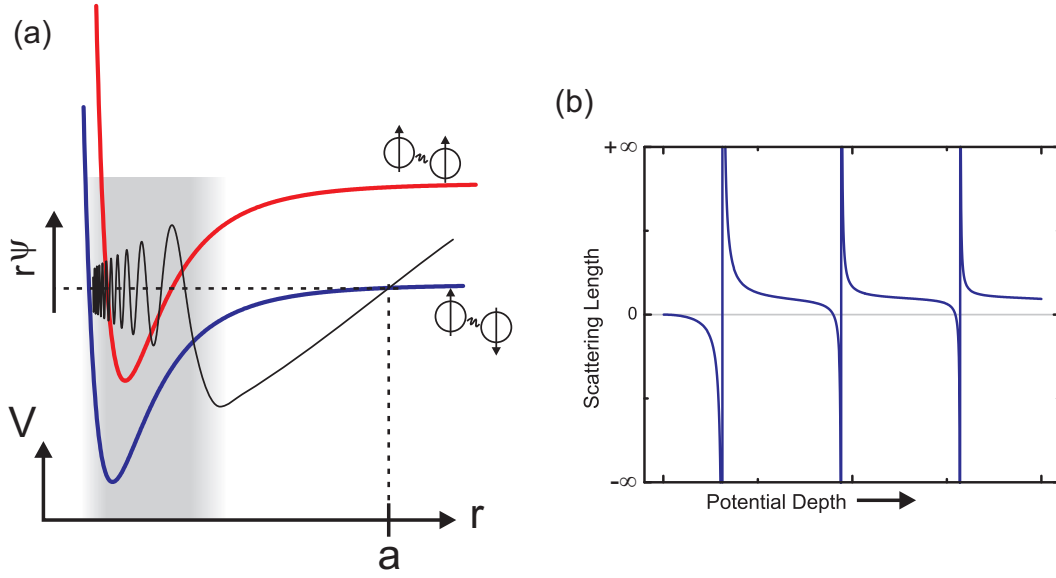 (a)
rψ
V
r
a
(b)
+∞
0
-∞
Scattering Length
Potential Depth